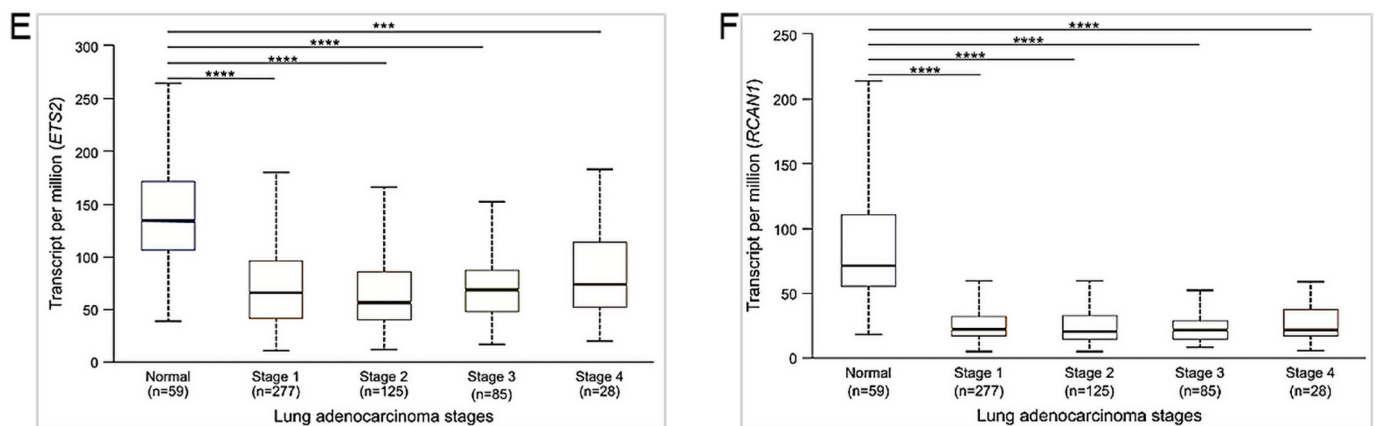 E
***
****
****
****
300
250
200
150
100
50
0
Transcript per million (ETS2)
Normal Stage 1 Stage 2 Stage 3 Stage 4
(n=59) (n=277) (n=125) (n=85) (n=28)
Lung adenocarcinoma stages
F
****
****
****
****
250
200
150
100
50
0
Transcript per million (RCAN1)
Normal Stage 1 Stage 2 Stage 3 Stage 4
(n=59) (n=277) (n=125) (n=85) (n=28)
Lung adenocarcinoma stages